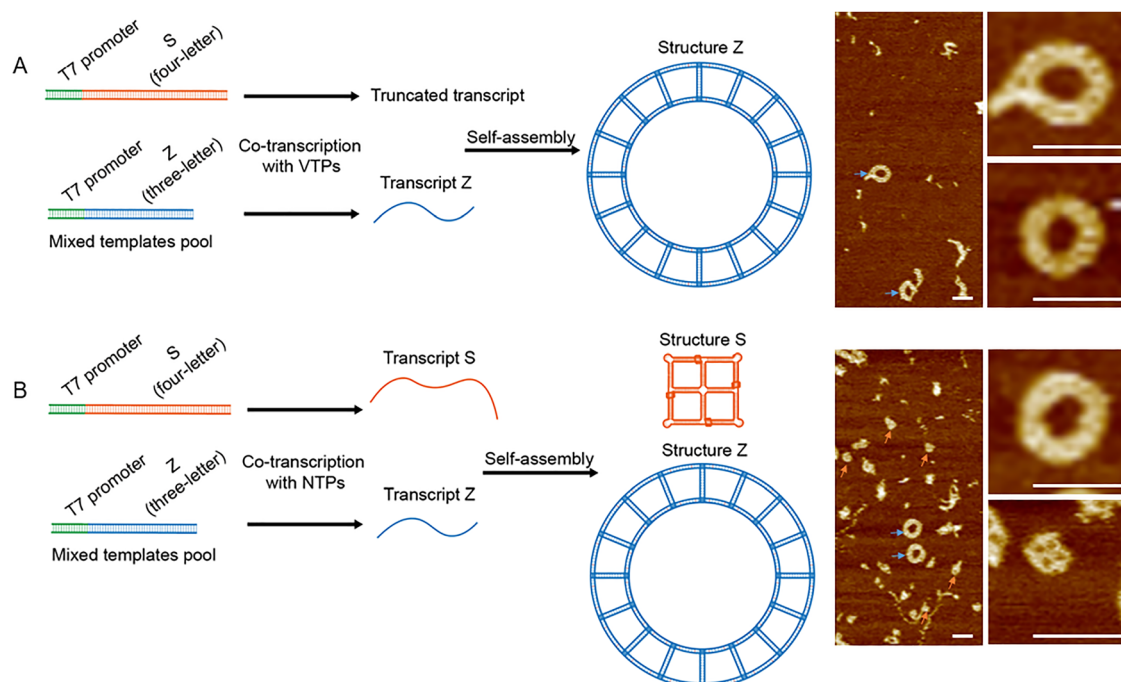 A
T7 promoter
S
(four-letter)
Truncated transcript
T7 promoter
Z
(three-letter)
Mixed templates pool
Co-transcription
with VTPs
Transcript Z
Self-assembly
Structure Z
B
T7 promoter
S
(four-letter)
Transcript S
T7 promoter
Z
(three-letter)
Mixed templates pool
Co-transcription
with NTPs
Transcript Z
Self-assembly
Structure S
Structure Z